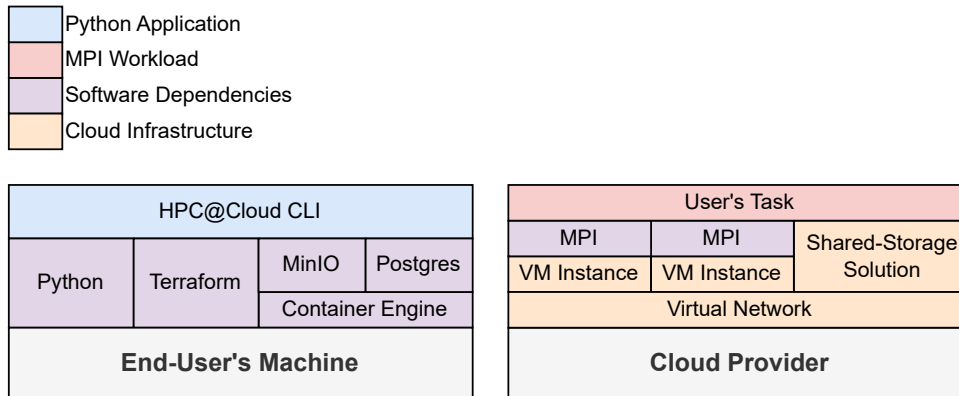 Python Application
MPI Workload
Software Dependencies
Cloud Infrastructure
HPC@Cloud CLI
Python
Terraform
MinIO
Postgres
Container Engine
End-User's Machine
User's Task
MPI
MPI
Shared-Storage
Solution
VM Instance
VM Instance
Virtual Network
Cloud Provider